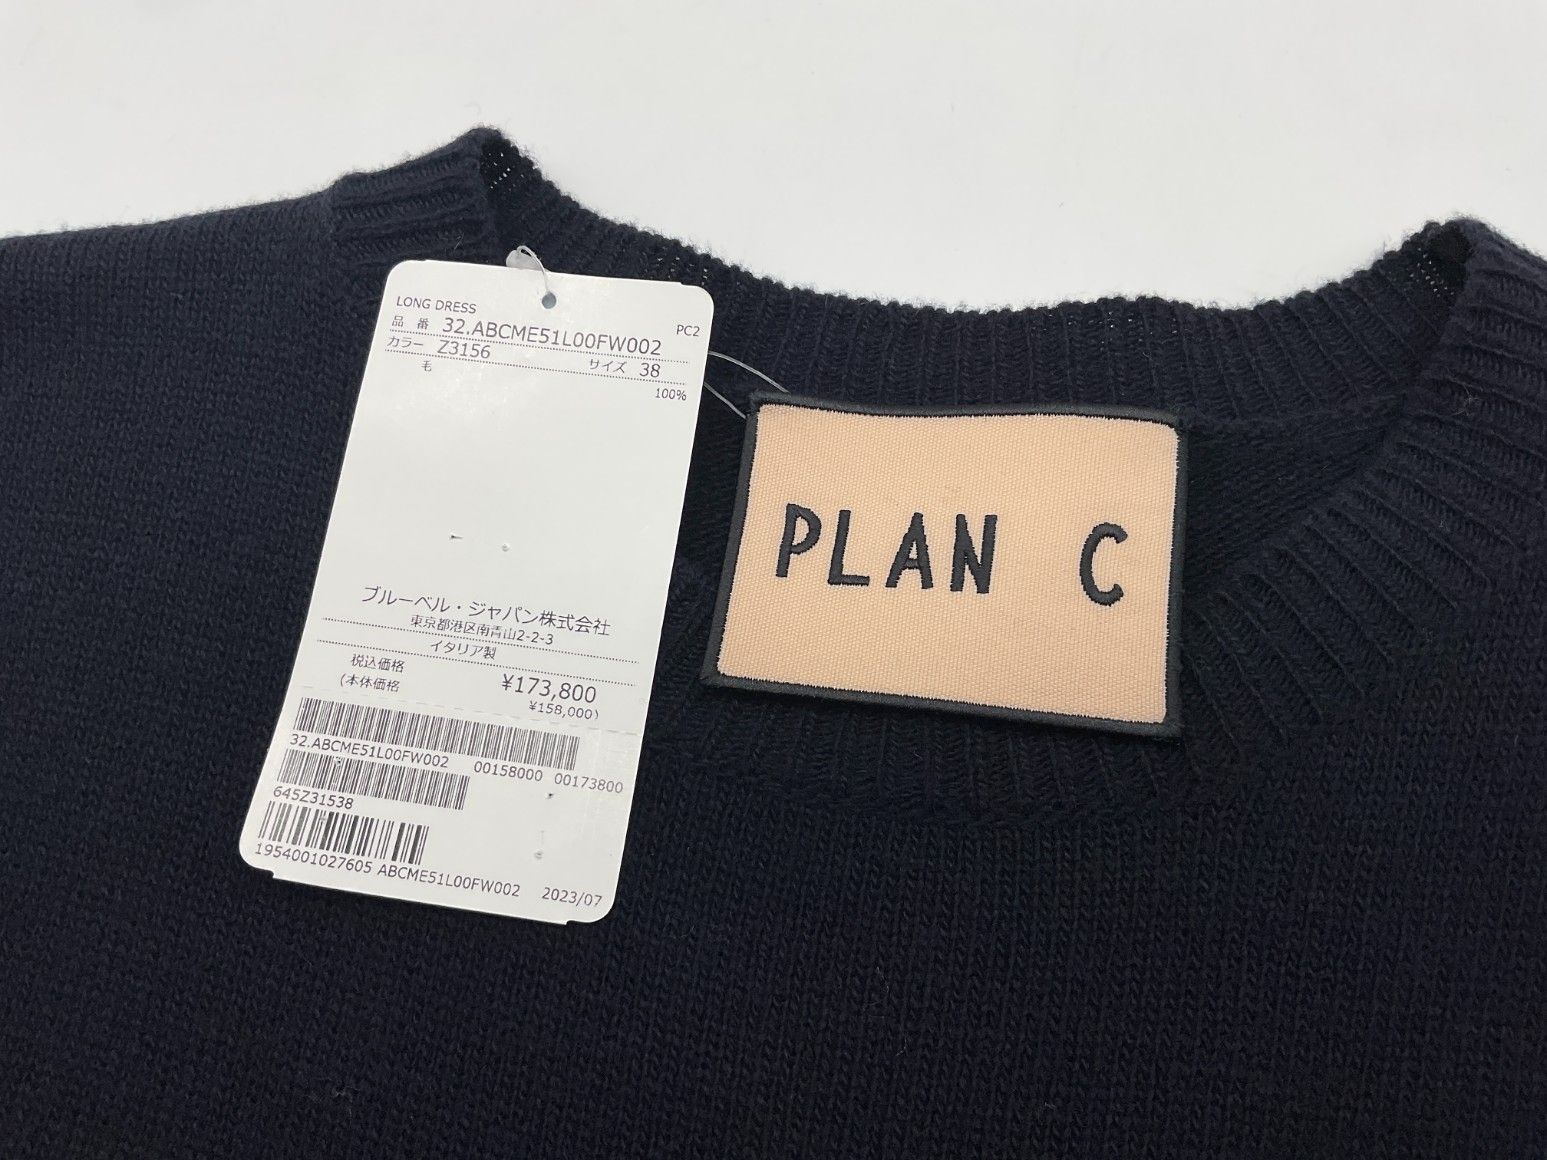 LONG DRESS
PC2
品 番 32.ABCME51L00FW002
カラー Z3156 サイズ 38
毛 100%
ブルーベル・ジャパン株式会社
東京都港区南青山2-2-3
イタリア製
税込価格 ¥173,800
(本体価格 ¥158,000)
32.ABCME51L00FW002 00158000 00173800
645Z31538
1954001027605 ABCME51L00FW002 2023/07
PLAN C